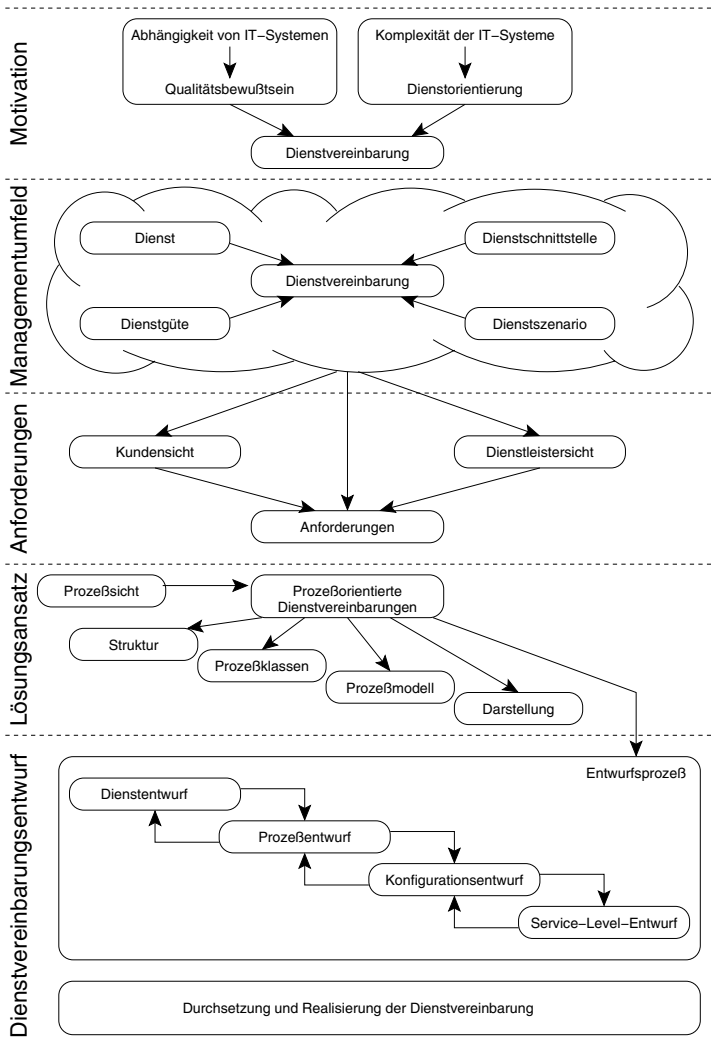 Motivation
Abhängigkeit von IT−Systemen
Komplexität der IT−Systeme
Qualitätsbewußtsein
Dienstorientierung
Dienstvereinbarung
Managementumfeld
Dienst
Dienstschnittstelle
Dienstvereinbarung
Dienstgüte
Dienstszenario
Anforderungen
Kundensicht
Dienstleistersicht
Anforderungen
Lösungsansatz
Prozeßsicht
Prozeßorientierte
Dienstvereinbarungen
Struktur
Prozeßklassen
Prozeßmodell
Darstellung
Dienstvereinbarungsentwurf
Entwurfsprozeß
Dienstentwurf
Prozeßentwurf
Konfigurationsentwurf
Service−Level−Entwurf
Durchsetzung und Realisierung der Dienstvereinbarung